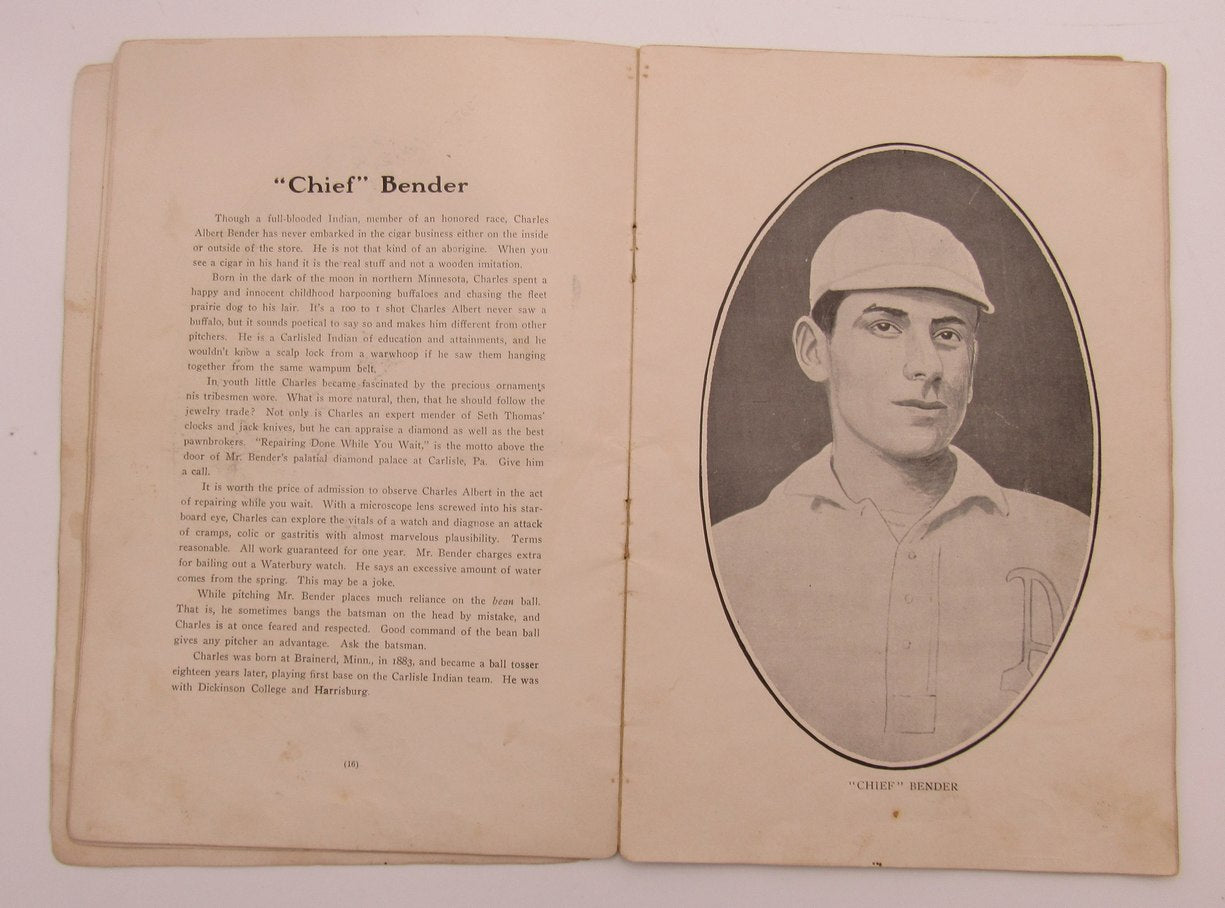 "Chief" Bender
Though a full-blooded Indian, member of an honored race, Charles
Albert Bender has never embarked in the cigar business either on the inside
or outside of the store. He is not that kind of an aborigine. When you
see a cigar in his hand it is the real stuff and not a wooden imitation.
Born in the dark of the moon in northern Minnesota, Charles spent a
happy and innocent childhood harpooning buffaloes and chasing the fleet
prairie dog to his lair. It's a 100 to 1 shot Charles Albert never saw a
buffalo, but it sounds poetical to say so and makes him different from other
pitchers. He is a Carlisled Indian of education and attainments, and he
wouldn't know a scalp lock from a warwhoop if he saw them hanging
together from the same wampum belt.
In youth little Charles became fascinated by the precious ornaments
his tribesmen wore. What is more natural, then, that he should follow the
jewelry trade? Not only is Charles an expert mender of Seth Thomas'
clocks and jack knives, but he can appraise a diamond as well as the best
pawnbrokers. "Repairing Done While You Wait," is the motto above the
door of Mr. Bender's palatial diamond palace at Carlisle, Pa. Give him
a call.
It is worth the price of admission to observe Charles Albert in the act
of repairing while you wait. With a microscope lens screwed into his star-
board eye, Charles can explore the vitals of a watch and diagnose an attack
of cramps, colic or gastritis with almost marvelous plausibility. Terms
reasonable. All work guaranteed for one year. Mr. Bender charges extra
for bailing out a Waterbury watch. He says an excessive amount of water
comes from the spring. This may be a joke.
While pitching Mr. Bender places much reliance on the bean ball.
That is, he sometimes bangs the batsman on the head by mistake, and
Charles is at once feared and respected. Good command of the bean ball
gives any pitcher an advantage. Ask the batsman.
Charles was born at Brainerd, Minn., in 1883, and became a ball tosser
eighteen years later, playing first base on the Carlisle Indian team. He was
with Dickinson College and Harrisburg.
(16)
A
"CHIEF" BENDER